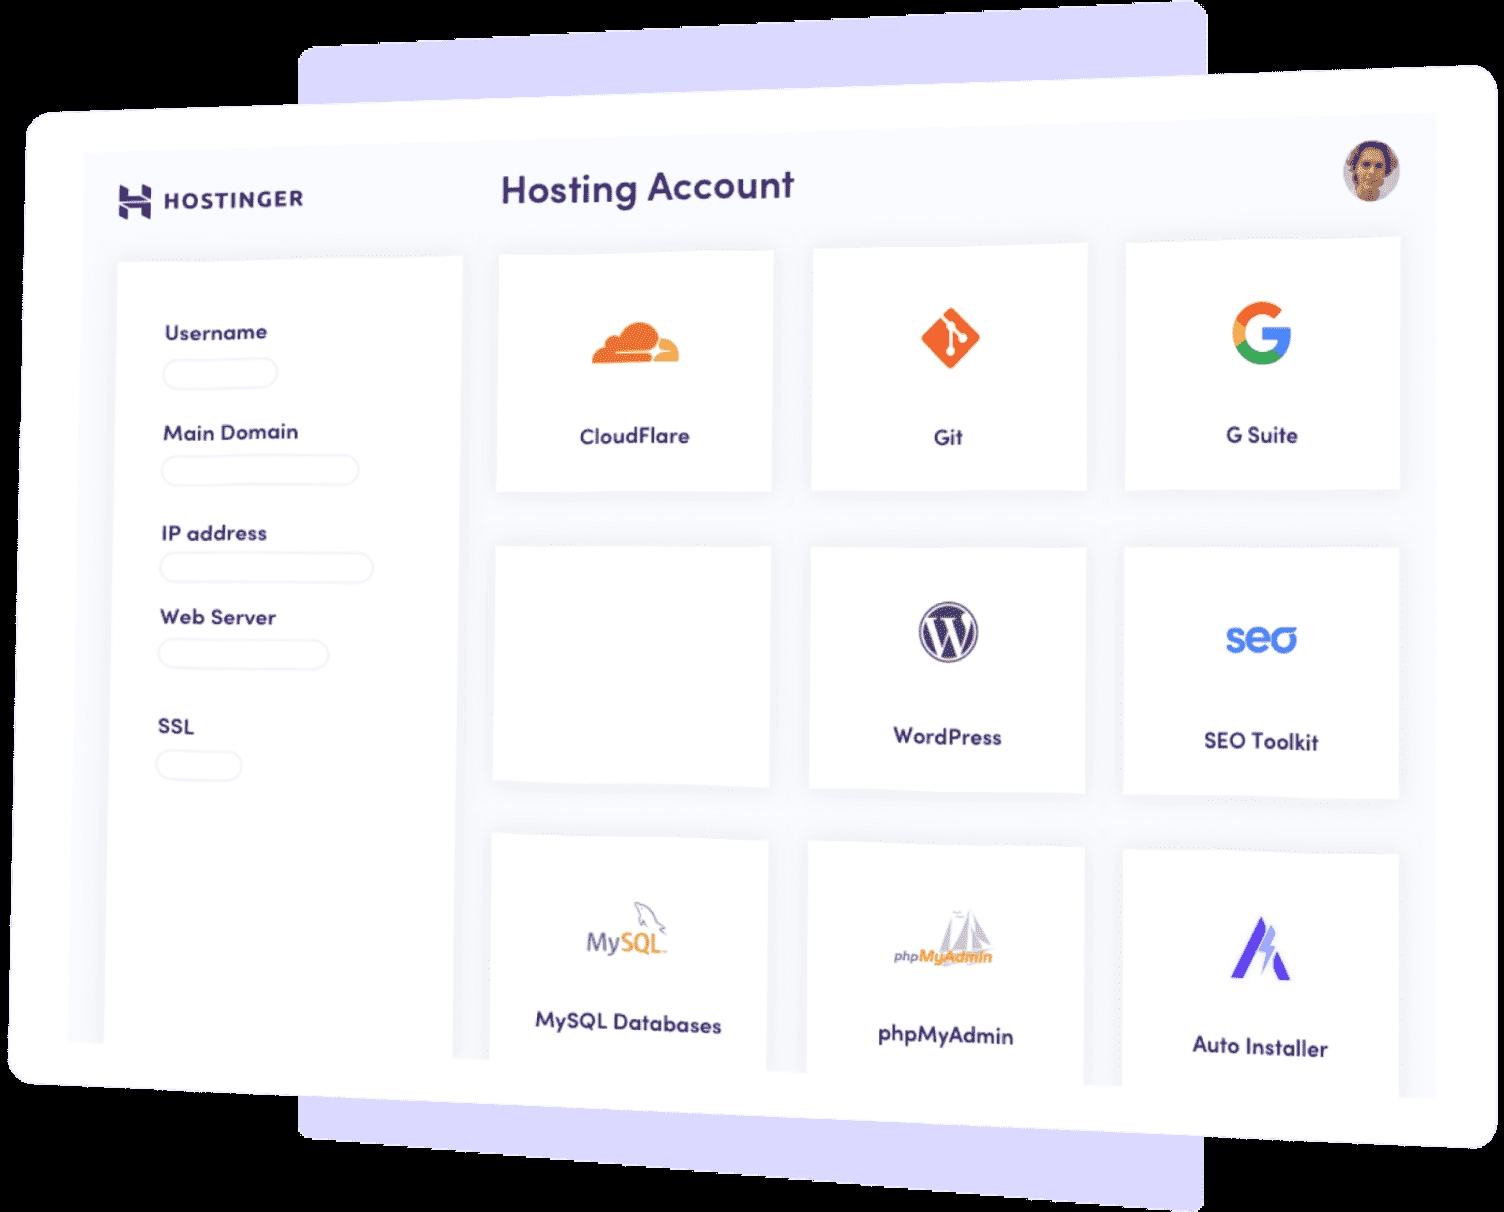 HOSTINGER
Hosting Account
Username
Main Domain
IP address
Web Server
SSL
CloudFlare
Git
G Suite
W
WordPress
seo
SEO Toolkit
MySQL
MySQL Databases
phpMyAdmin
phpMyAdmin
Auto Installer